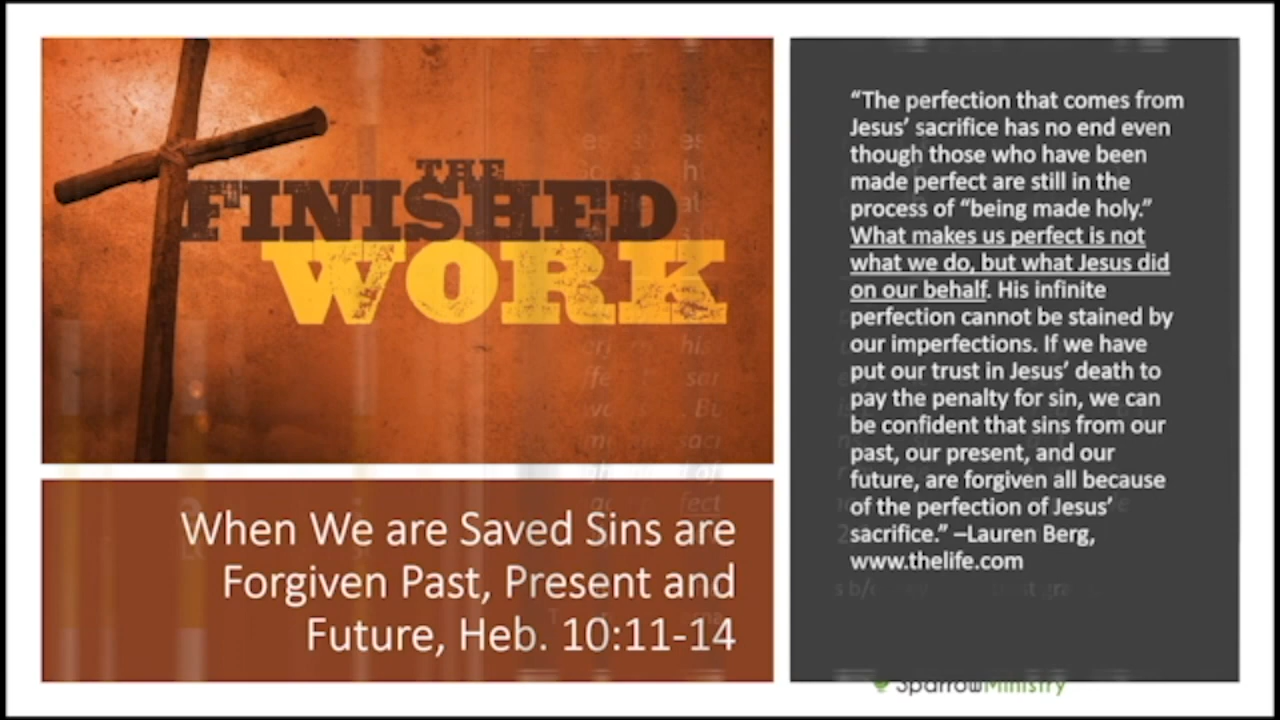 THE
FINISHED
WORK
When We are Saved Sins are
Forgiven Past, Present and
Future, Heb. 10:11-14
“The perfection that comes from
Jesus’ sacrifice has no end even
though those who have been
made perfect are still in the
process of “being made holy.”
What makes us perfect is not
what we do, but what Jesus did
on our behalf. His infinite
perfection cannot be stained by
our imperfections. If we have
put our trust in Jesus’ death to
pay the penalty for sin, we can
be confident that sins from our
past, our present, and our
future, are forgiven all because
of the perfection of Jesus’
sacrifice.” –Lauren Berg,
www.thelife.com
SparrowMinistry